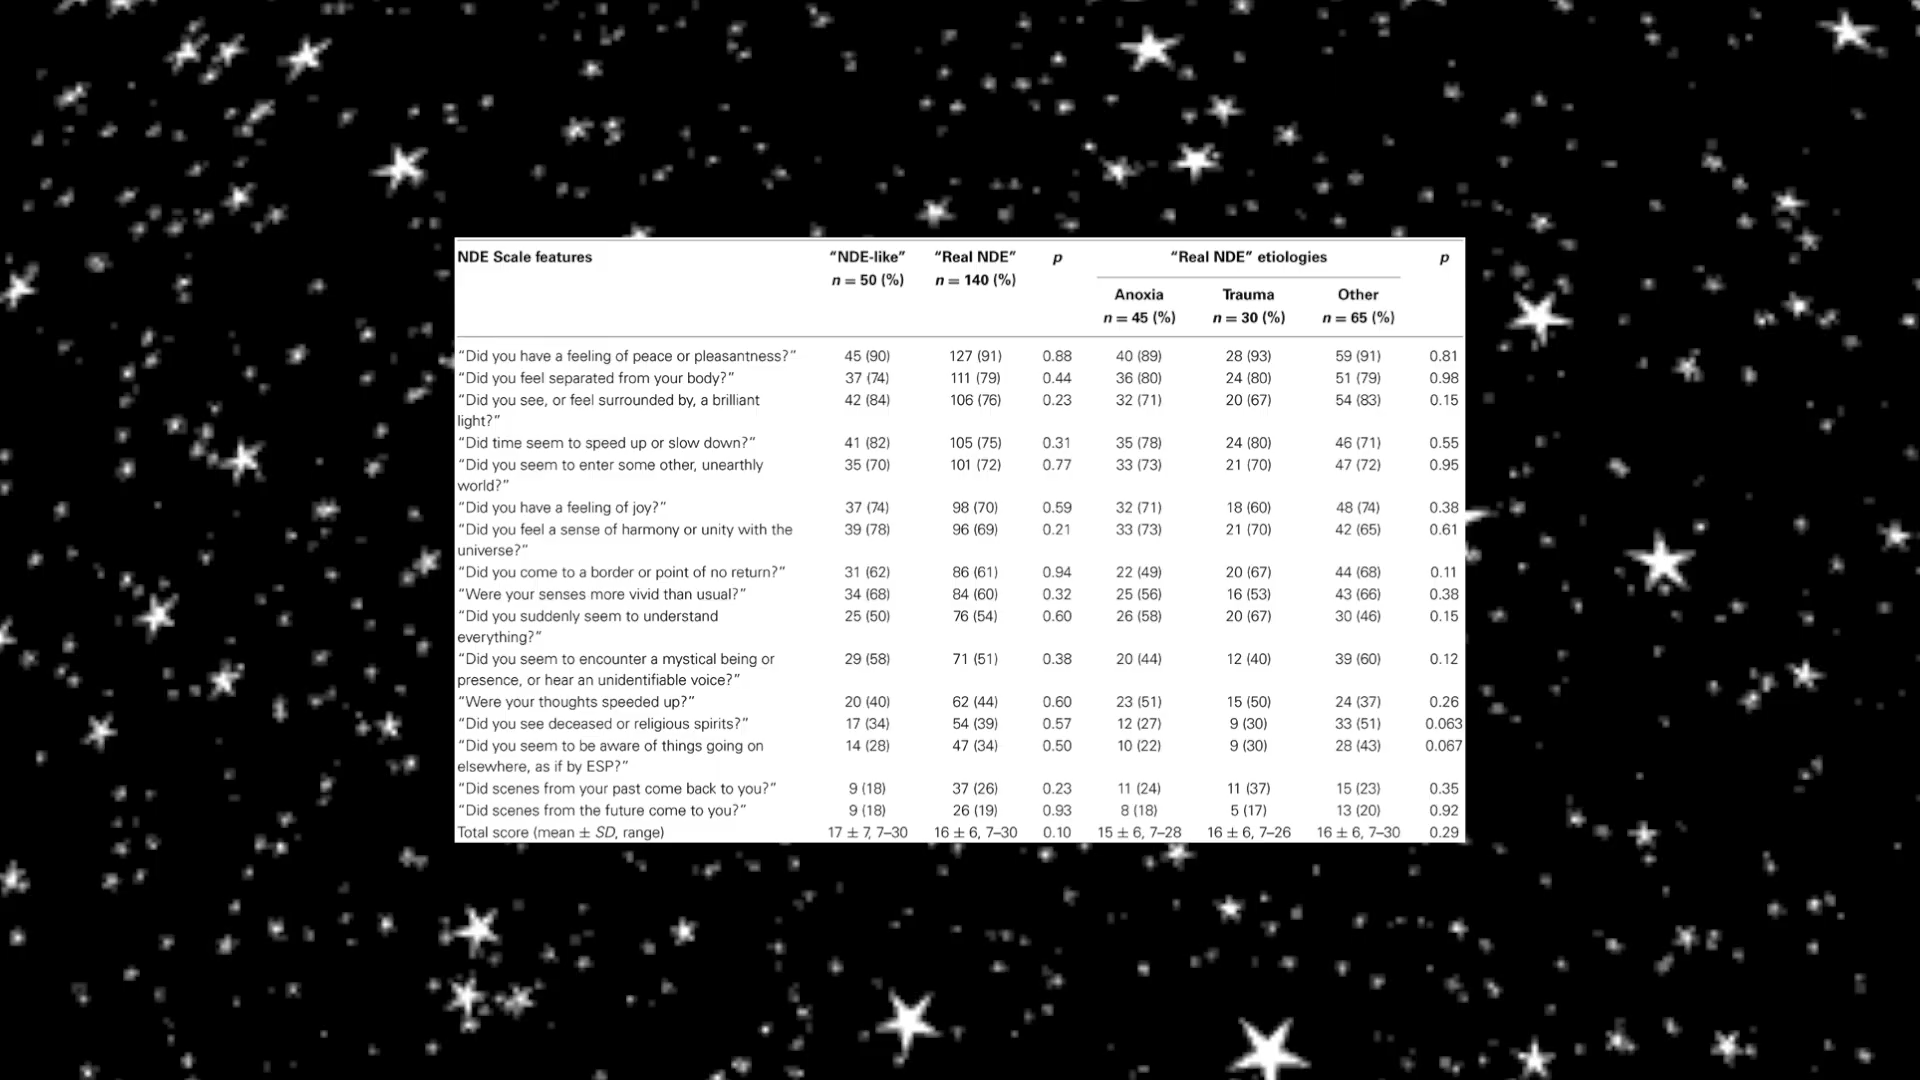 NDE Scale features "NDE-like" "Real NDE" p "Real NDE" etiologies p
n = 50 (%) n = 140 (%)
Anoxia Trauma Other
n = 45 (%) n = 30 (%) n = 65 (%)
"Did you have a feeling of peace or pleasantness?" 45 (90) 127 (91) 0.88 40 (89) 28 (93) 59 (91) 0.81
"Did you feel separated from your body?" 37 (74) 111 (79) 0.44 36 (80) 24 (80) 51 (79) 0.98
"Did you see, or feel surrounded by, a brilliant 42 (84) 106 (76) 0.23 32 (71) 20 (67) 54 (83) 0.15
light?"
"Did time seem to speed up or slow down?" 41 (82) 105 (75) 0.31 35 (78) 24 (80) 46 (71) 0.55
"Did you seem to enter some other, unearthly 35 (70) 101 (72) 0.77 33 (73) 21 (70) 47 (72) 0.95
world?"
"Did you have a feeling of joy?" 37 (74) 98 (70) 0.59 32 (71) 18 (60) 48 (74) 0.38
"Did you feel a sense of harmony or unity with the 39 (78) 96 (69) 0.21 33 (73) 21 (70) 42 (65) 0.61
universe?"
"Did you come to a border or point of no return?" 31 (62) 86 (61) 0.94 22 (49) 20 (67) 44 (68) 0.11
"Were your senses more vivid than usual?" 34 (68) 84 (60) 0.32 25 (56) 16 (53) 43 (66) 0.38
"Did you suddenly seem to understand 25 (50) 76 (54) 0.60 26 (58) 20 (67) 30 (46) 0.15
everything?"
"Did you seem to encounter a mystical being or 29 (58) 71 (51) 0.38 20 (44) 12 (40) 39 (60) 0.12
presence, or hear an unidentifiable voice?"
"Were your thoughts speeded up?" 20 (40) 62 (44) 0.60 23 (51) 15 (50) 24 (37) 0.26
"Did you see deceased or religious spirits?" 17 (34) 54 (39) 0.57 12 (27) 9 (30) 33 (51) 0.063
"Did you seem to be aware of things going on 14 (28) 47 (34) 0.50 10 (22) 9 (30) 28 (43) 0.067
elsewhere, as if by ESP?"
"Did scenes from your past come back to you?" 9 (18) 37 (26) 0.23 11 (24) 11 (37) 15 (23) 0.35
"Did scenes from the future come to you?" 9 (18) 26 (19) 0.93 8 (18) 5 (17) 13 (20) 0.92
Total score (mean ± SD, range) 17 ± 7, 7–30 16 ± 6, 7–30 0.10 15 ± 6, 7–28 16 ± 6, 7–26 16 ± 6, 7–30 0.29